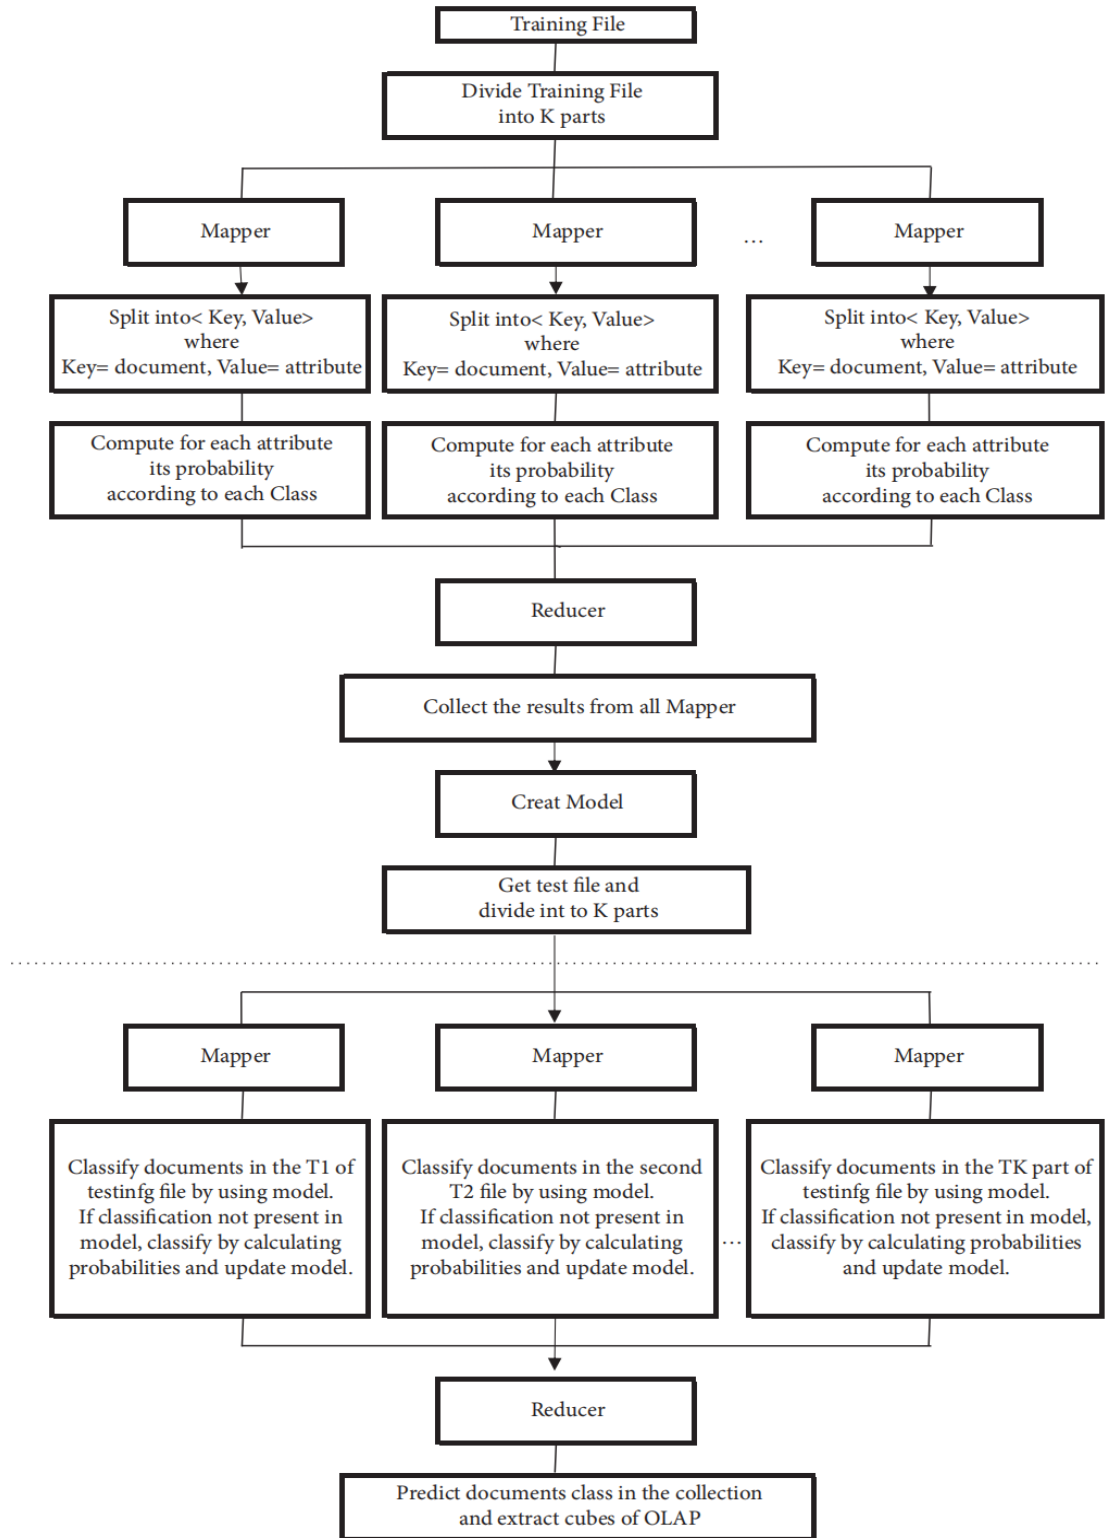 Training File
Divide Training File
into K parts
Mapper
Mapper
...
Mapper
Split into< Key, Value>
where
Key= document, Value= attribute
Split into< Key, Value>
where
Key= document, Value= attribute
Split into< Key, Value>
where
Key= document, Value= attribute
Compute for each attribute
its probability
according to each Class
Compute for each attribute
its probability
according to each Class
Compute for each attribute
its probability
according to each Class
Reducer
Collect the results from all Mapper
Creat Model
Get test file and
divide int to K parts
Mapper
Mapper
Mapper
Classify documents in the T1 of
testinfg file by using model.
If classification not present in
model, classify by calculating
probabilities and update model.
Classify documents in the second
T2 file by using model.
If classification not present in
model, classify by calculating
probabilities and update model.
...
Classify documents in the TK part of
testinfg file by using model.
If classification not present in model,
classify by calculating probabilities
and update model.
Reducer
Predict documents class in the collection
and extract cubes of OLAP